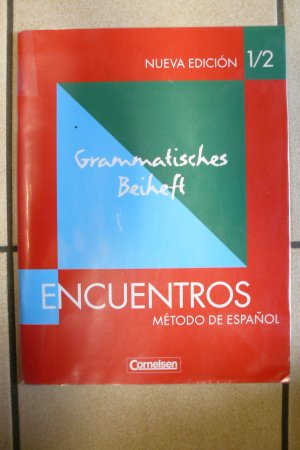 NUEVA EDICIÓN 1/2
Grammatisches
Beiheft
ENCUENTROS
MÉTODO DE ESPAÑOL
Cornelsen